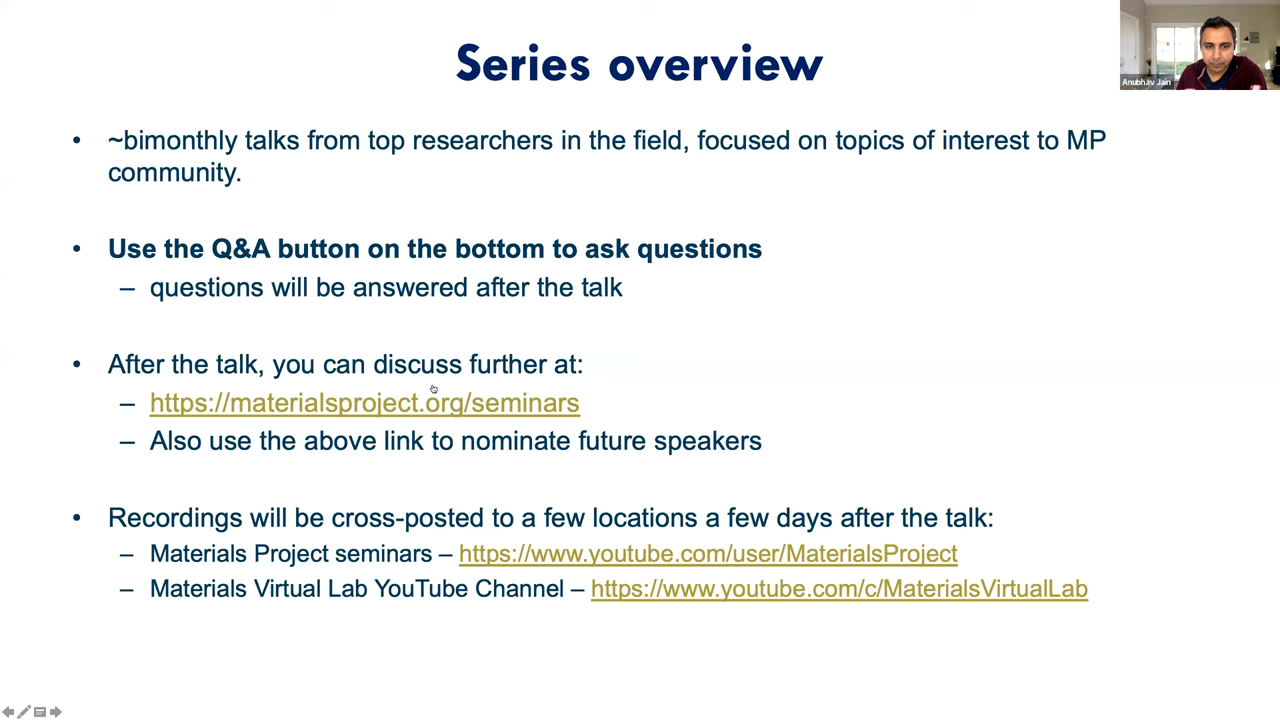 Series overview
Anubhav Jain
• ~bimonthly talks from top researchers in the field, focused on topics of interest to MP
community.
• Use the Q&A button on the bottom to ask questions
– questions will be answered after the talk
• After the talk, you can discuss further at:
– https://materialsproject.org/seminars
– Also use the above link to nominate future speakers
• Recordings will be cross-posted to a few locations a few days after the talk:
– Materials Project seminars – https://www.youtube.com/user/MaterialsProject
– Materials Virtual Lab YouTube Channel – https://www.youtube.com/c/MaterialsVirtualLab